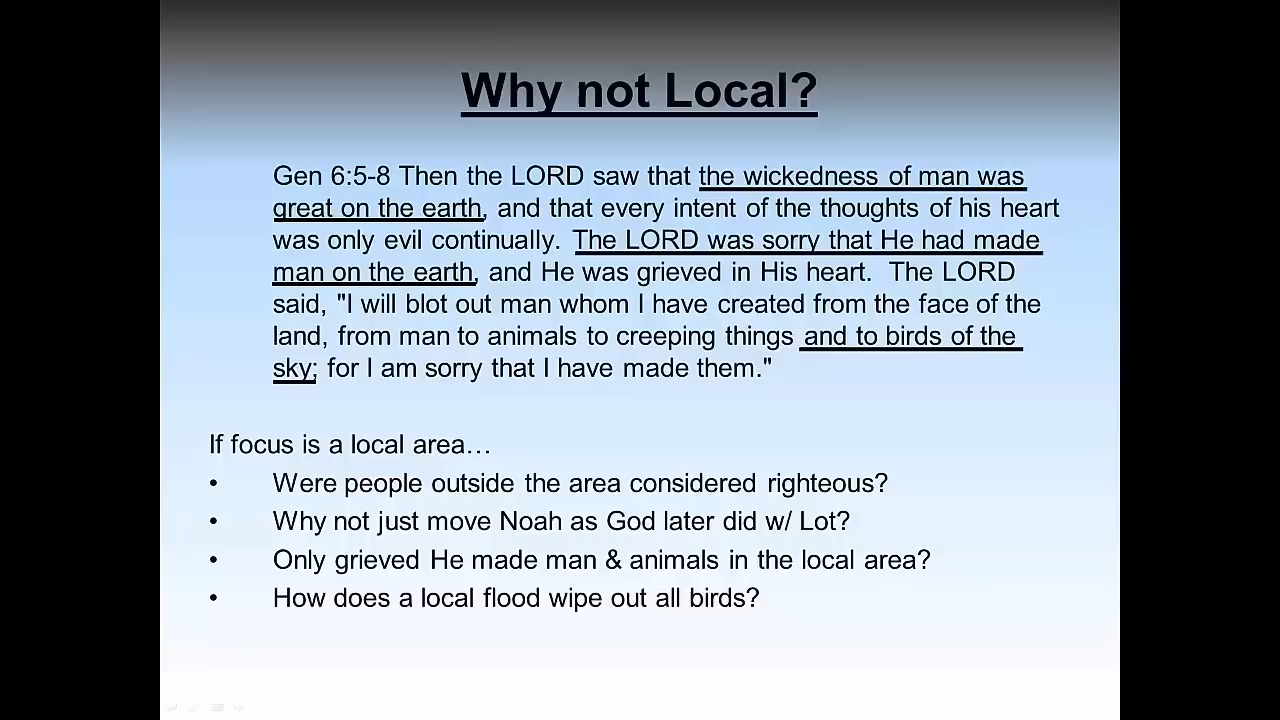 Why not Local?
Gen 6:5-8 Then the LORD saw that the wickedness of man was
great on the earth, and that every intent of the thoughts of his heart
was only evil continually.  The LORD was sorry that He had made
man on the earth, and He was grieved in His heart.  The LORD
said, "I will blot out man whom I have created from the face of the
land, from man to animals to creeping things and to birds of the
sky; for I am sorry that I have made them."
If focus is a local area…
• Were people outside the area considered righteous?
• Why not just move Noah as God later did w/ Lot?
• Only grieved He made man & animals in the local area?
• How does a local flood wipe out all birds?